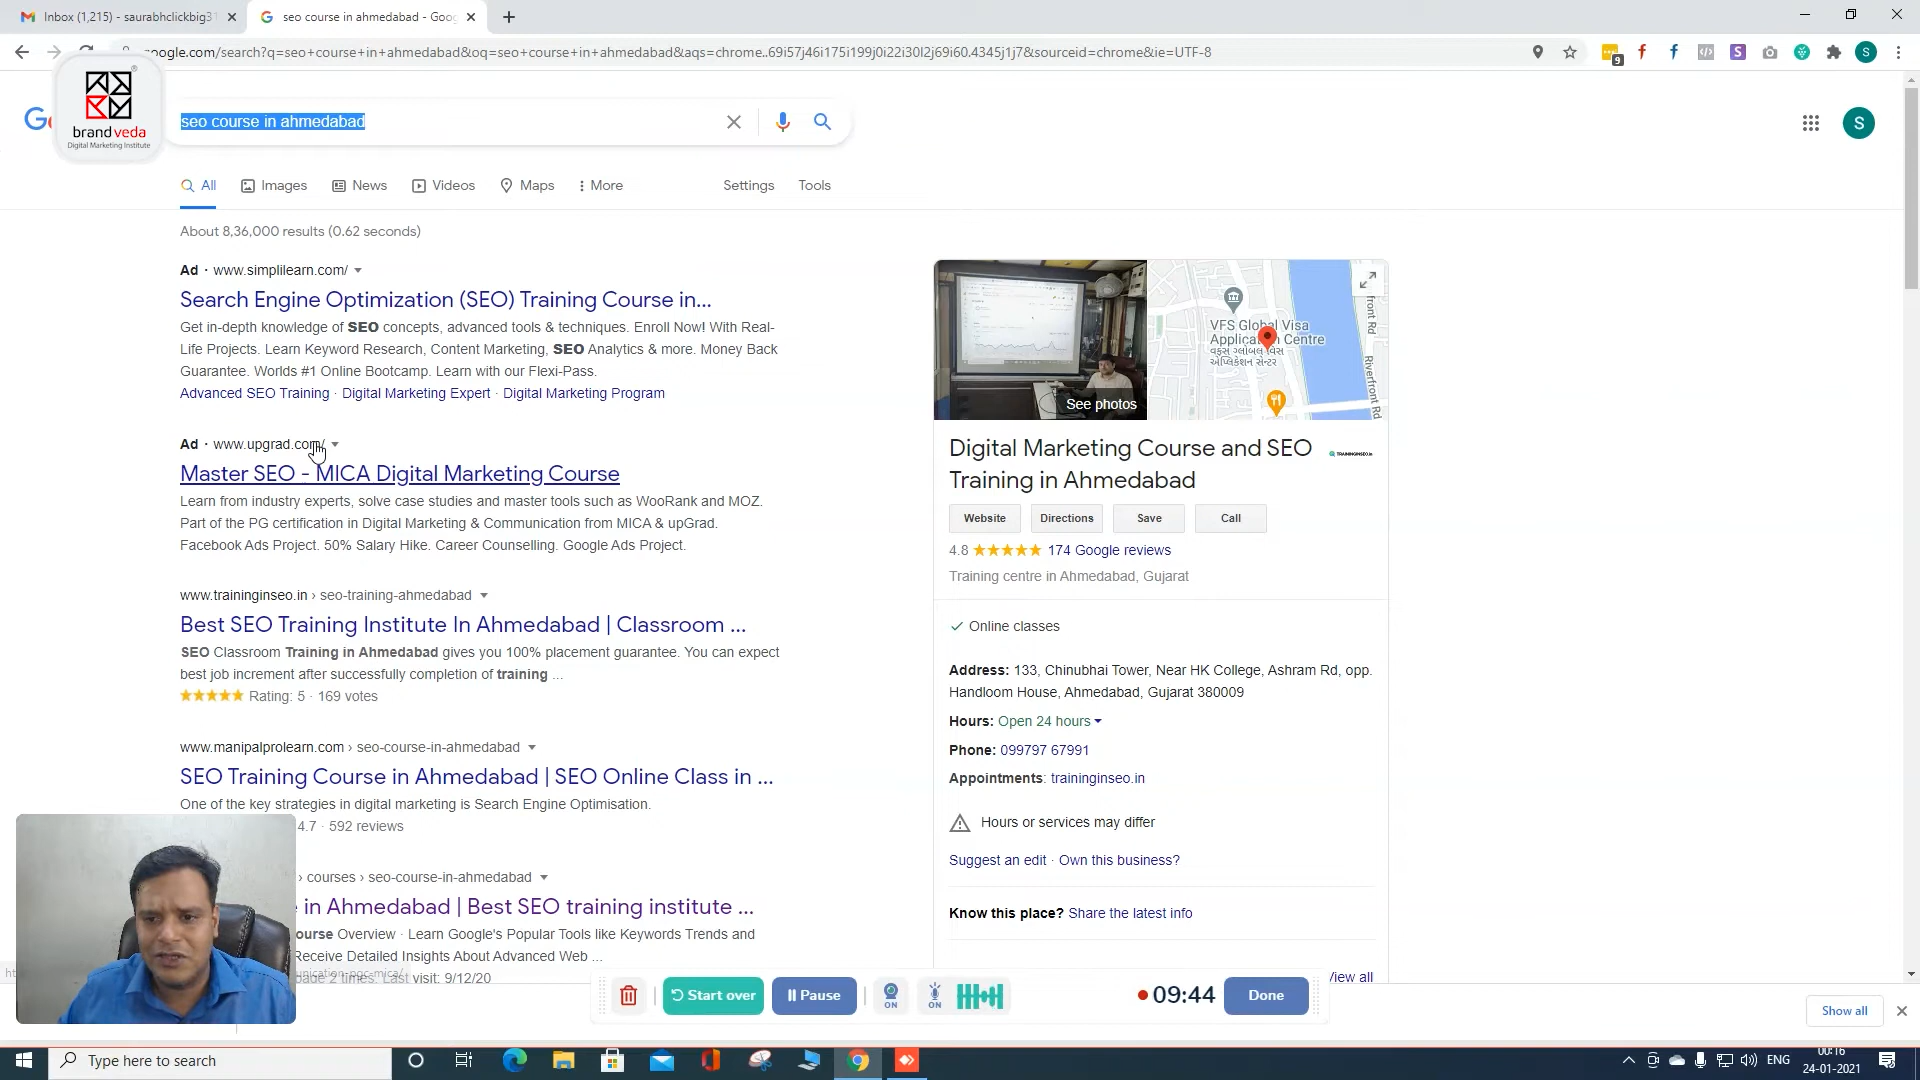 Inbox (1,215) - saurabhclickbig31
seo course in ahmedabad - Goog
google.com/search?q=seo+course+in+ahmedabad&oq=seo+course+in+ahmedabad&aqs=chrome..69i57j46i175i199j0i22i30l2j69i60.4345j1j7&sourceid=chrome&ie=UTF-8
9
S
brandveda
Digital Marketing Institute
seo course in ahmedabad
S
All
Images
News
Videos
Maps
More
Settings
Tools
About 8,36,000 results (0.62 seconds)
Ad · www.simplilearn.com/
Search Engine Optimization (SEO) Training Course in...
Get in-depth knowledge of SEO concepts, advanced tools & techniques. Enroll Now! With Real-
Life Projects. Learn Keyword Research, Content Marketing, SEO Analytics & more. Money Back
Guarantee. Worlds #1 Online Bootcamp. Learn with our Flexi-Pass.
Advanced SEO Training · Digital Marketing Expert · Digital Marketing Program
Ad · www.upgrad.com/
Master SEO - MICA Digital Marketing Course
Learn from industry experts, solve case studies and master tools such as WooRank and MOZ.
Part of the PG certification in Digital Marketing & Communication from MICA & upGrad.
Facebook Ads Project. 50% Salary Hike. Career Counselling. Google Ads Project.
www.traininginseo.in › seo-training-ahmedabad
Best SEO Training Institute In Ahmedabad | Classroom ...
SEO Classroom Training in Ahmedabad gives you 100% placement guarantee. You can expect
best job increment after successfully completion of training ...
Rating: 5 · 169 votes
www.manipalprolearn.com › seo-course-in-ahmedabad
SEO Training Course in Ahmedabad | SEO Online Class in ...
One of the key strategies in digital marketing is Search Engine Optimisation.
4.7 · 592 reviews
› courses › seo-course-in-ahmedabad
in Ahmedabad | Best SEO training institute ...
ourse Overview · Learn Google's Popular Tools like Keywords Trends and
Receive Detailed Insights About Advanced Web ...
2 times. Last visit: 9/12/20
See photos
VFS Global Visa
Application Centre
Riverfront Rd
Digital Marketing Course and SEO
Training in Ahmedabad
TRAININGINSEO.in
Website
Directions
Save
Call
4.8
174 Google reviews
Training centre in Ahmedabad, Gujarat
Online classes
Address: 133, Chinubhai Tower, Near HK College, Ashram Rd, opp.
Handloom House, Ahmedabad, Gujarat 380009
Hours: Open 24 hours
Phone: 099797 67991
Appointments: traininginseo.in
Hours or services may differ
Suggest an edit · Own this business?
Know this place? Share the latest info
View all
Start over
Pause
ON
ON
09:44
Done
Show all
Type here to search
ENG
00:16
24-01-2021